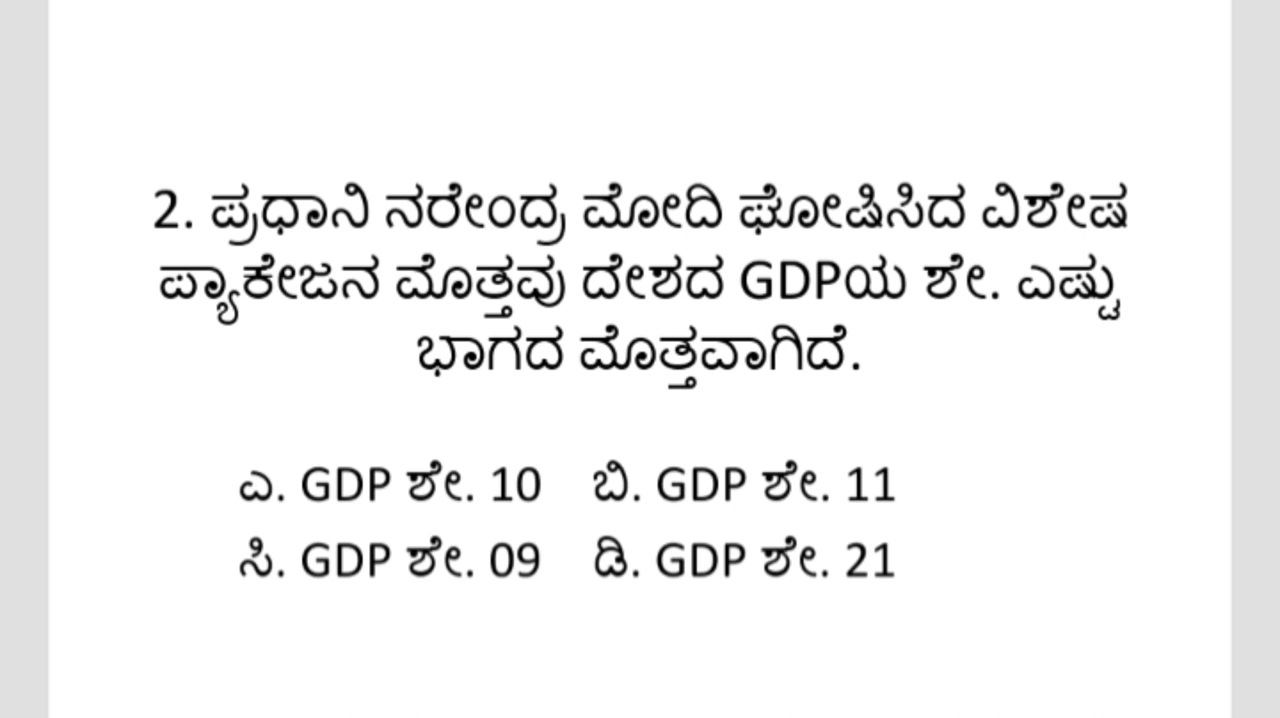 2. ಪ್ರಧಾನಿ ನರೇಂದ್ರ ಮೋದಿ ಘೋಷಿಸಿದ ವಿಶೇಷ
ಪ್ಯಾಕೇಜನ ಮೊತ್ತವು ದೇಶದ GDPಯ ಶೇ. ಎಷ್ಟು
ಭಾಗದ ಮೊತ್ತವಾಗಿದೆ.
ಎ. GDP ಶೇ. 10 ಬಿ. GDP ಶೇ. 11
ಸಿ. GDP ಶೇ. 09 ಡಿ. GDP ಶೇ. 21